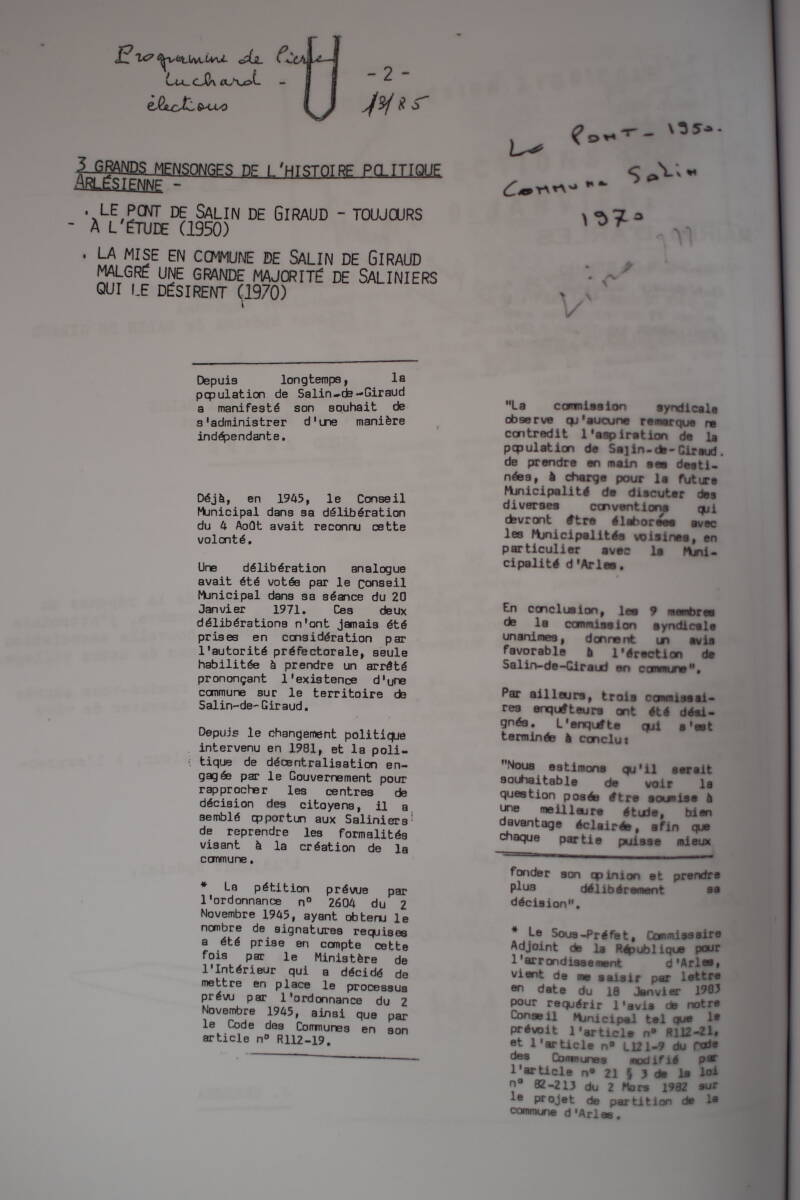 Programme de Pierre
Luchard -
élections
- 2 -
13/85
Le PONT - 1950.
Commune Salin
1970
3 GRANDS MENSONGES DE L'HISTOIRE POLITIQUE
ARLÉSIENNE -
. LE PONT DE SALIN DE GIRAUD - TOUJOURS
- À L'ÉTUDE (1950)
. LA MISE EN COMMUNE DE SALIN DE GIRAUD
MALGRÉ UNE GRANDE MAJORITÉ DE SALINIERS
QUI LE DÉSIRENT (1970)
Depuis longtemps, la
population de Salin-de-Giraud
a manifesté son souhait de
s'administrer d'une manière
indépendante.
Déjà, en 1945, le Conseil
Municipal dans sa délibération
du 4 Août avait reconnu cette
volonté.
Une délibération analogue
avait été votée par le Conseil
Municipal dans sa séance du 20
Janvier 1971. Ces deux
délibérations n'ont jamais été
prises en considération par
l'autorité préfectorale, seule
habilitée à prendre un arrêté
prononçant l'existence d'une
commune sur le territoire de
Salin-de-Giraud.
Depuis le changement politique
intervenu en 1981, et la poli-
tique de décentralisation en-
gagée par le Gouvernement pour
rapprocher les centres de
décision des citoyens, il a
semblé opportun aux Saliniers
de reprendre les formalités
visant à la création de la
commune.
* La pétition prévue par
l'ordonnance n° 2604 du 2
Novembre 1945, ayant obtenu le
nombre de signatures requises
a été prise en compte cette
fois par le Ministère de
l'Intérieur qui a décidé de
mettre en place le processus
prévu par l'ordonnance du 2
Novembre 1945, ainsi que par
le Code des Communes en son
article n° R112-19.
"La commission syndicale
observe qu'aucune remarque ne
contredit l'aspiration de la
population de Salin-de-Giraud.
de prendre en main ses desti-
nées, à charge pour la future
Municipalité de discuter des
diverses conventions qui
devront être élaborées avec
les Municipalités voisines, en
particulier avec la Muni-
cipalité d'Arles.
En conclusion, les 9 membres
de la commission syndicale
unanimes, donnent un avis
favorable à l'érection de
Salin-de-Giraud en commune".
Par ailleurs, trois commissai-
res enquêteurs ont été dési-
gnés. L'enquête qui s'est
terminée à conclu:
"Nous estimons qu'il serait
souhaitable de voir la
question posée être soumise à
une meilleure étude, bien
davantage éclairée, afin que
chaque partie puisse mieux
fonder son opinion et prendre
plus délibérement sa
décision".
* Le Sous-Préfet, Commissaire
Adjoint de la République pour
l'arrondissement d'Arles,
vient de me saisir par lettre
en date du 18 Janvier 1983
pour requérir l'avis de notre
Conseil Municipal tel que le
prévoit l'article n° R112-21,
et l'article n° L121-9 du Code
des Communes modifié par
l'article n° 21 § 3 de la loi
n° 82-213 du 2 Mars 1982 sur
le projet de partition de la
commune d'Arles.